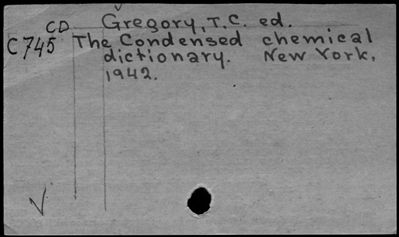 CD Gregory, T.C. ed.
C745 The Condensed chemical
dictionary. New York,
1942.